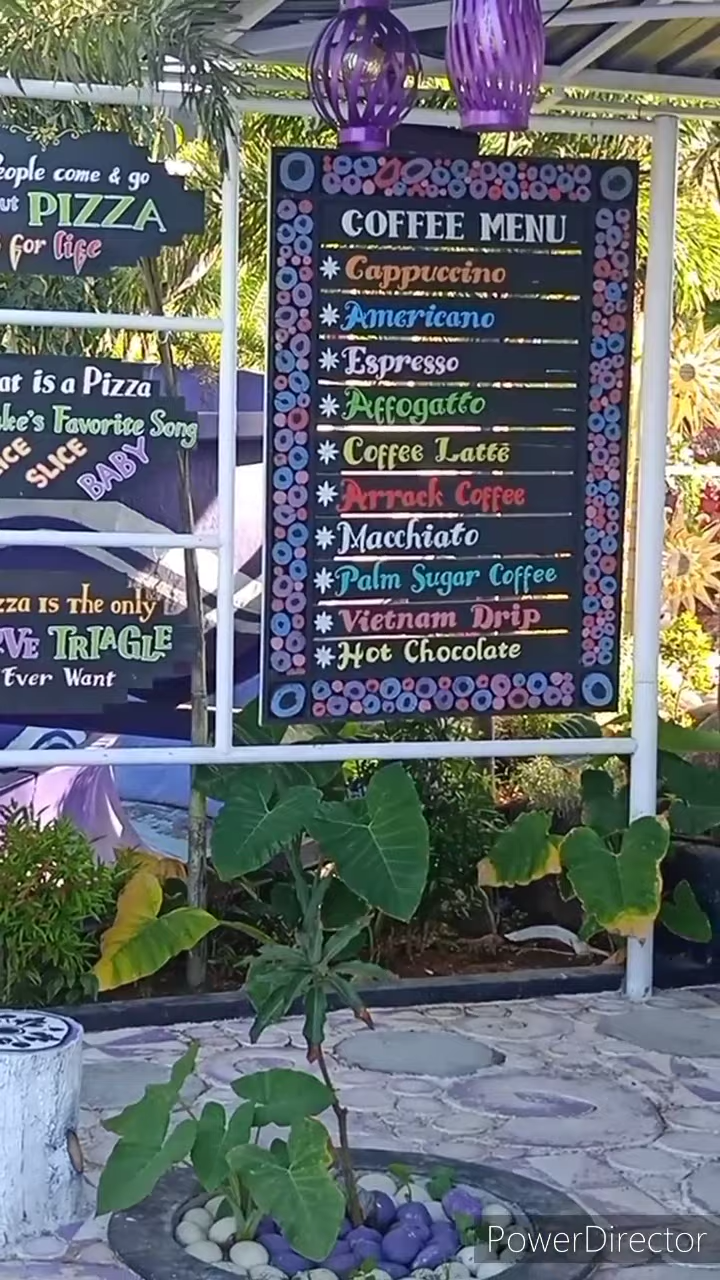 eople come & go
ut PIZZA
for life
at is a Pizza
ke's Favorite Song
ICE SLICE BABY
zza is the only
VE TRIAGLE
Ever Want
COFFEE MENU
Cappuccino
Americano
Espresso
Affogatto
Coffee Latte
Arrack Coffee
Macchiato
Palm Sugar Coffee
Vietnam Drip
Hot Chocolate
PowerDirector